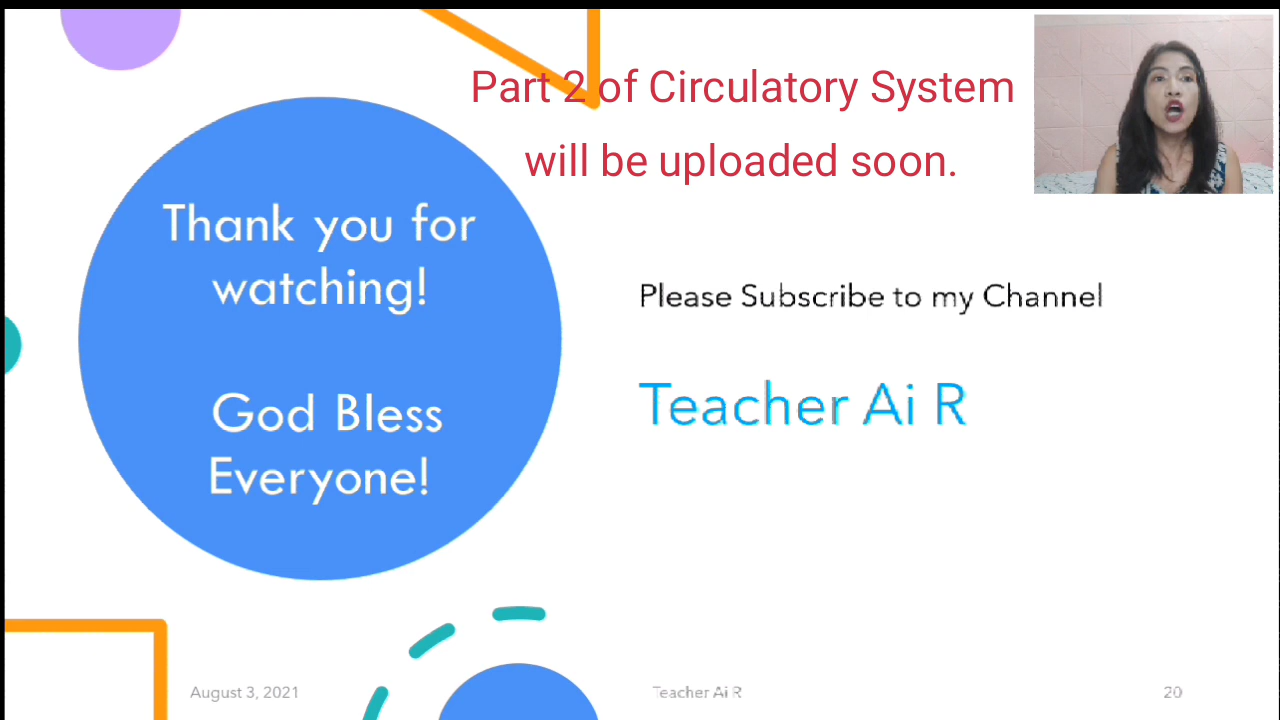 Part 2 of Circulatory System
will be uploaded soon.
Thank you for
watching!
God Bless
Everyone!
Please Subscribe to my Channel
Teacher Ai R
August 3, 2021
Teacher Ai R
20